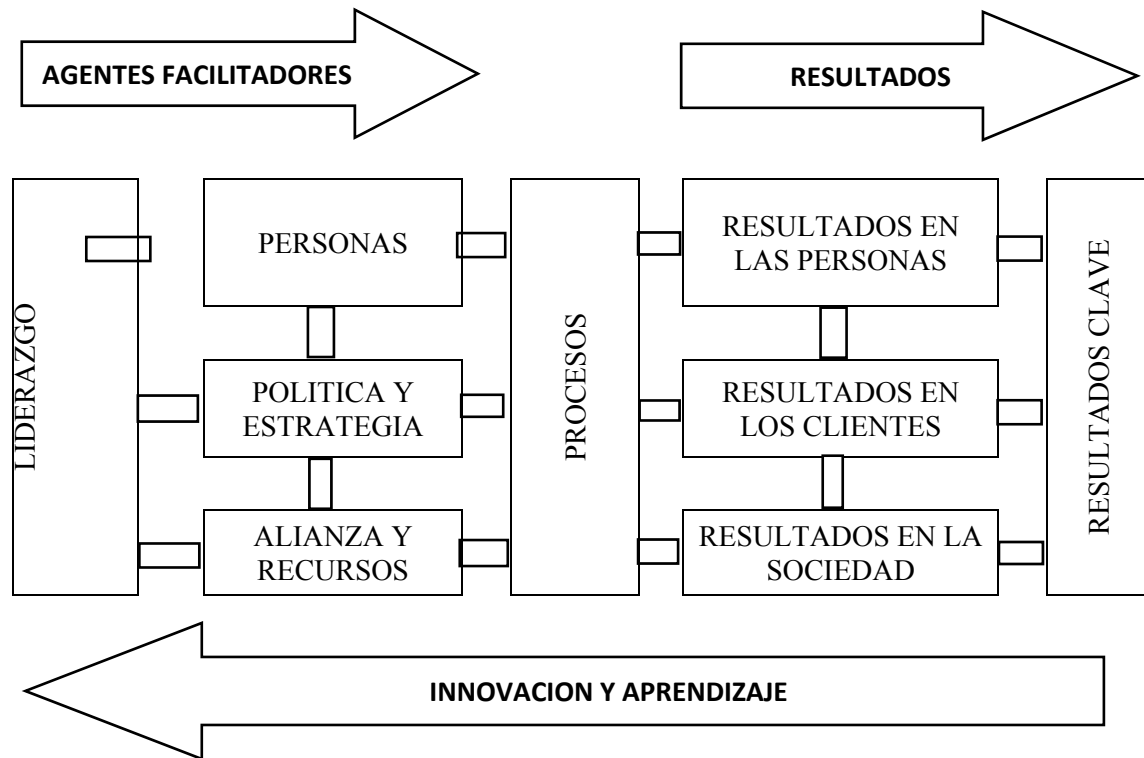 AGENTES FACILITADORES
RESULTADOS
LIDERAZGO
PERSONAS
POLITICA Y
ESTRATEGIA
ALIANZA Y
RECURSOS
PROCESOS
RESULTADOS EN
LAS PERSONAS
RESULTADOS EN
LOS CLIENTES
RESULTADOS EN LA
SOCIEDAD
RESULTADOS CLAVE
INNOVACION Y APRENDIZAJE